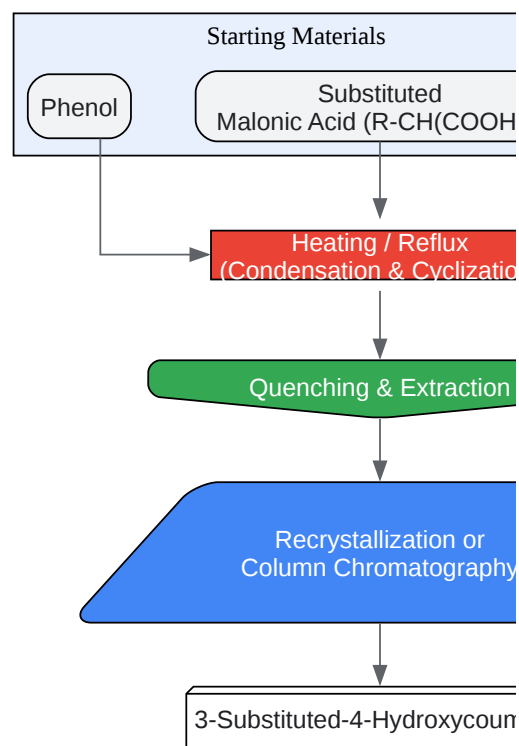 Starting Materials
Phenol
Substituted
Malonic Acid (R-CH(COOH
Heating / Reflux
(Condensation & Cyclizatio
Quenching & Extraction
Recrystallization or
Column Chromatography
3-Substituted-4-Hydroxycoum